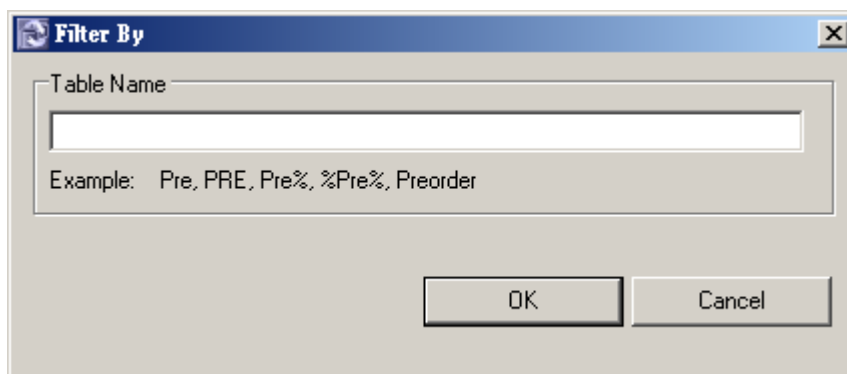 Filter By
Table Name
Example: Pre, PRE, Pre%, %Pre%, Preorder
OK Cancel